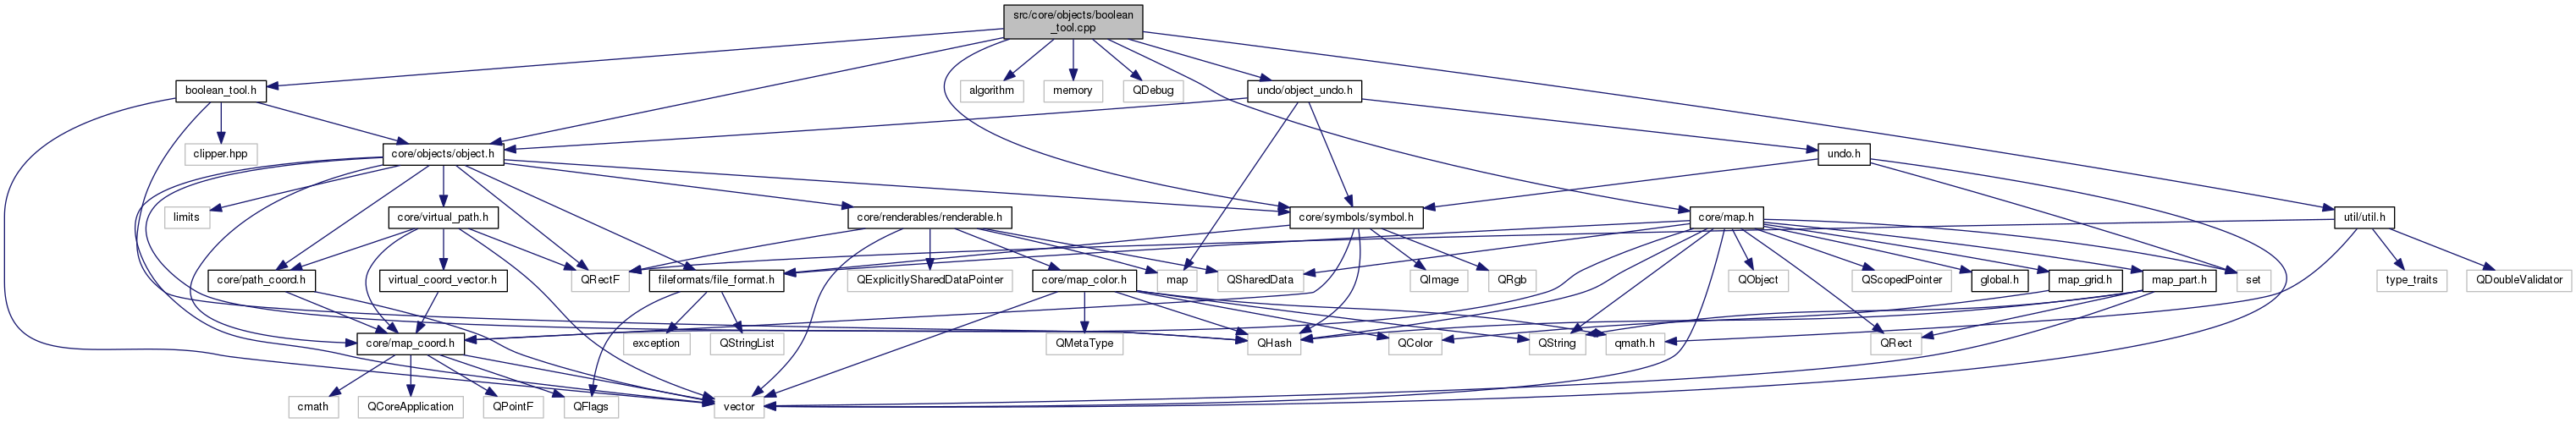 src/core/objects/boolean
_tool.cpp
boolean_tool.h
algorithm
memory
QDebug
undo/object_undo.h
clipper.hpp
core/objects/object.h
undo.h
limits
core/virtual_path.h
core/renderables/renderable.h
core/symbols/symbol.h
core/map.h
util/util.h
core/path_coord.h
virtual_coord_vector.h
QRectF
fileformats/file_format.h
QExplicitlySharedDataPointer
core/map_color.h
map
QSharedData
QImage
QRgb
QObject
QScopedPointer
global.h
map_grid.h
map_part.h
set
type_traits
QDoubleValidator
core/map_coord.h
exception
QStringList
QMetaType
QHash
QColor
QString
qmath.h
QRect
cmath
QCoreApplication
QPointF
QFlags
vector